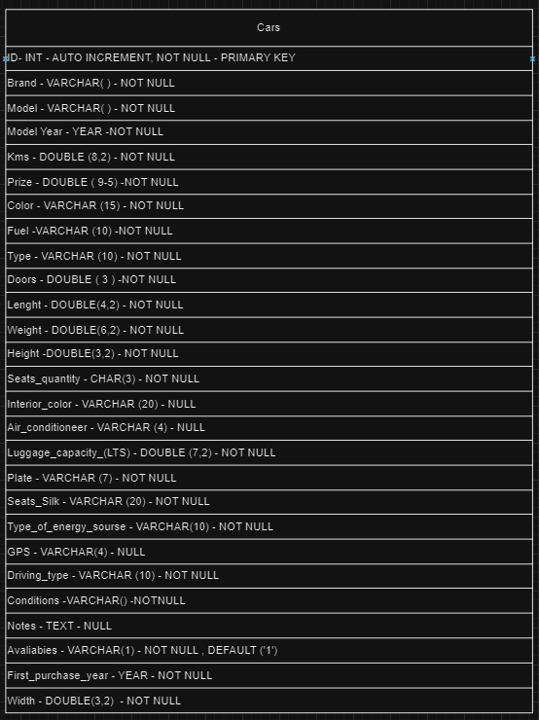 Cars
ID- INT - AUTO INCREMENT, NOT NULL - PRIMARY KEY
Brand - VARCHAR( ) - NOT NULL
Model - VARCHAR( ) - NOT NULL
Model Year - YEAR -NOT NULL
Kms - DOUBLE (8,2) - NOT NULL
Prize - DOUBLE ( 9-5) -NOT NULL
Color - VARCHAR (15) - NOT NULL
Fuel -VARCHAR (10) -NOT NULL
Type - VARCHAR (10) - NOT NULL
Doors - DOUBLE ( 3 ) -NOT NULL
Lenght - DOUBLE(4,2) - NOT NULL
Weight - DOUBLE(6,2) - NOT NULL
Height -DOUBLE(3,2) - NOT NULL
Seats_quantity - CHAR(3) - NOT NULL
Interior_color - VARCHAR (20) - NULL
Air_conditioneer - VARCHAR (4) - NULL
Luggage_capacity_(LTS) - DOUBLE (7,2) - NOT NULL
Plate - VARCHAR (7) - NOT NULL
Seats_Silk - VARCHAR (20) - NOT NULL
Type_of_energy_sourse - VARCHAR(10) - NOT NULL
GPS - VARCHAR(4) - NULL
Driving_type - VARCHAR (10) - NOT NULL
Conditions -VARCHAR() -NOTNULL
Notes - TEXT - NULL
Avaliabies - VARCHAR(1) - NOT NULL , DEFAULT ('1')
First_purchase_year - YEAR - NOT NULL
Width - DOUBLE(3,2) - NOT NULL